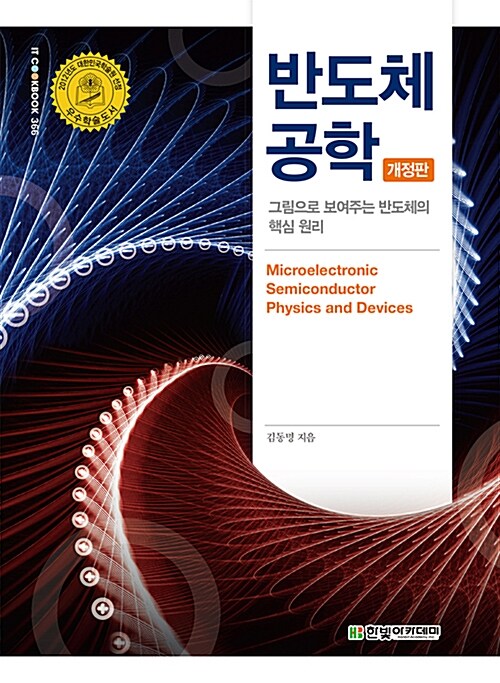 IT COOKBOOK 366
2012년도 대한민국학술원 선정
우수학술도서
반도체
공학
개정판
그림으로 보여주는 반도체의
핵심 원리
Microelectronic
Semiconductor
Physics and Devices
김동명 지음
한빛아카데미